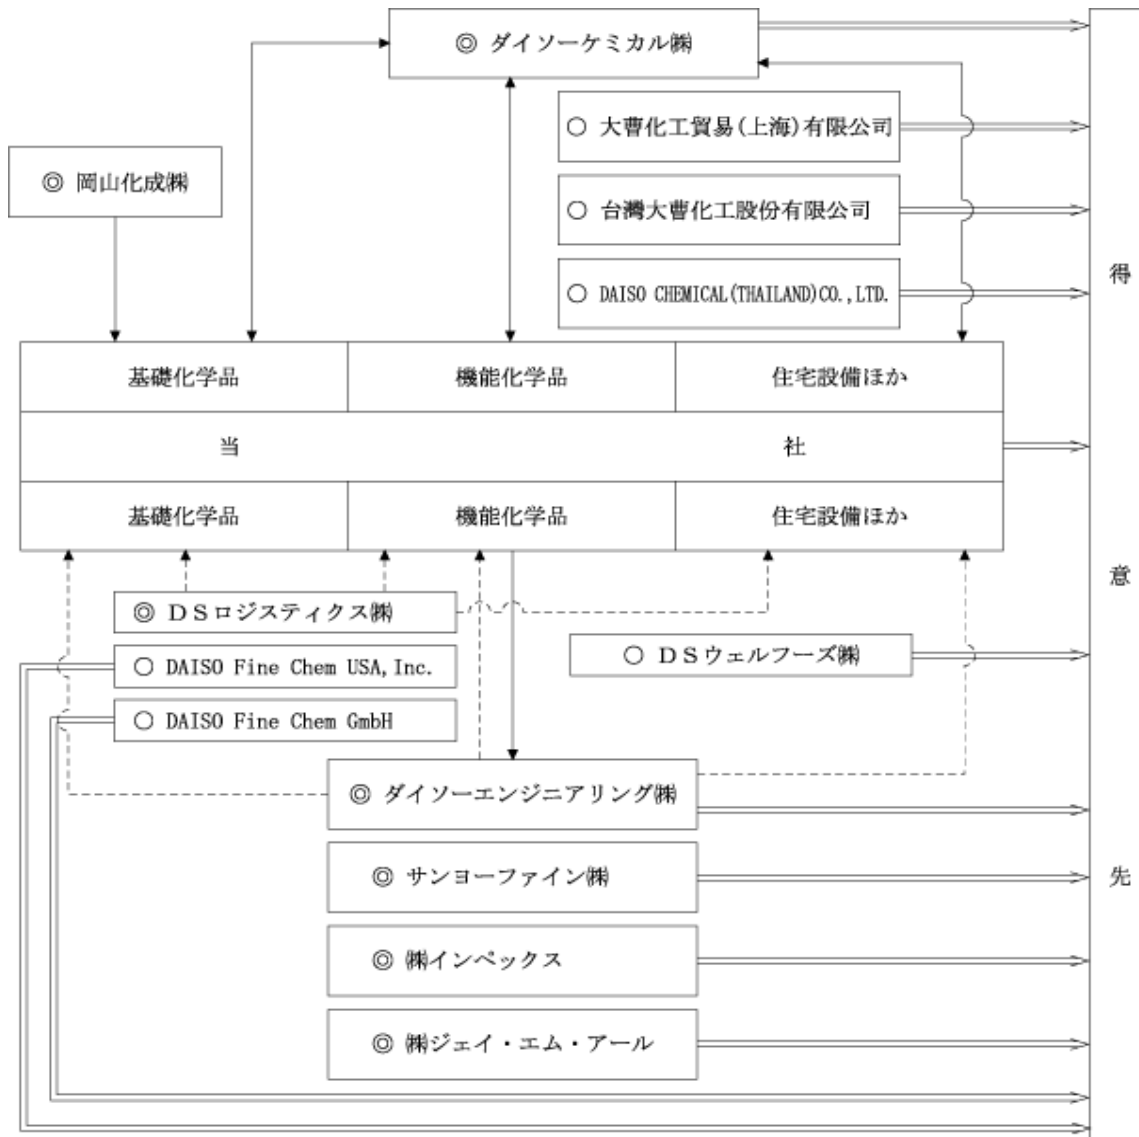 ◎ ダイソーケミカル㈱
○ 大曹化工貿易(上海)有限公司
◎ 岡山化成㈱
○ 台灣大曹化工股份有限公司
○ DAISO CHEMICAL(THAILAND)CO.,LTD.
基礎化学品 機能化学品 住宅設備ほか
当 社
基礎化学品 機能化学品 住宅設備ほか
◎ ＤＳロジスティクス㈱
○ DAISO Fine Chem USA,Inc.
○ ＤＳウェルフーズ㈱
○ DAISO Fine Chem GmbH
◎ ダイソーエンジニアリング㈱
◎ サンヨーファイン㈱
◎ ㈱インペックス
◎ ㈱ジェイ・エム・アール
得
意
先